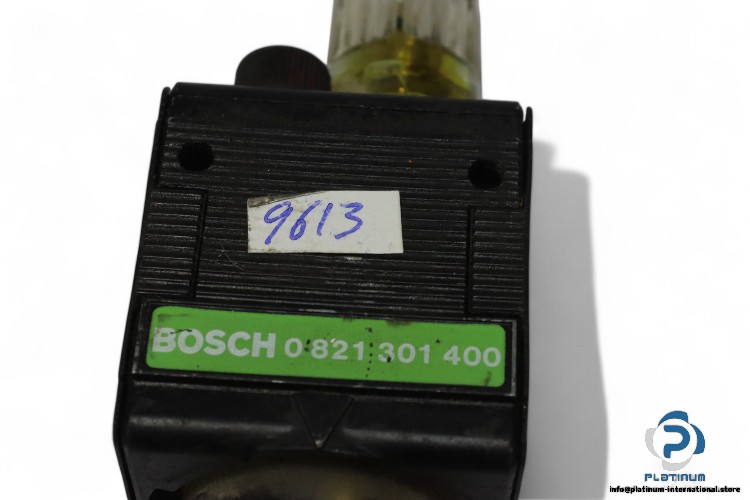 9613
BOSCH 0 821 301 400
PLATINUM
info@platinum-international.store